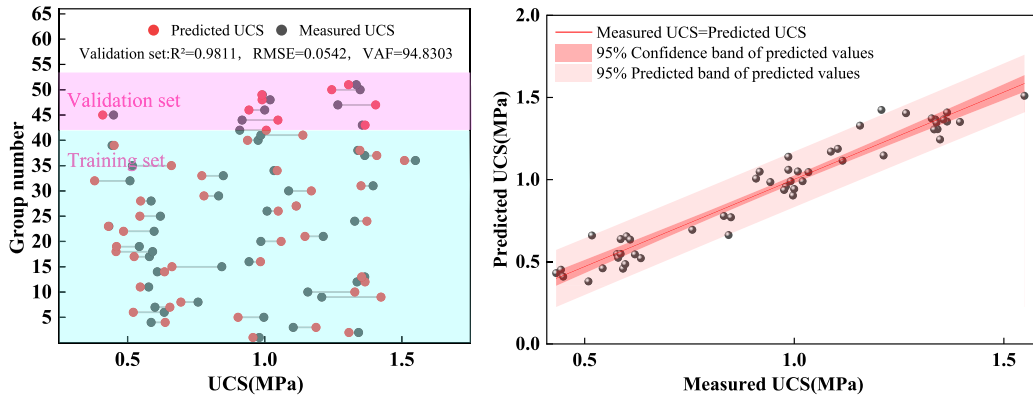 Predicted UCS Measured UCS
Validation set:R²=0.9811, RMSE=0.0542, VAF=94.8303
Validation set
Training set
65
60
55
50
45
40
35
30
25
20
15
10
5
Group number
0.5 1.0 1.5
UCS(MPa)
Measured UCS=Predicted UCS
95% Confidence band of predicted values
95% Predicted band of predicted values
2.0
1.6
1.2
0.8
0.4
0.0
Predicted UCS(MPa)
0.5 1.0 1.5
Measured UCS(MPa)